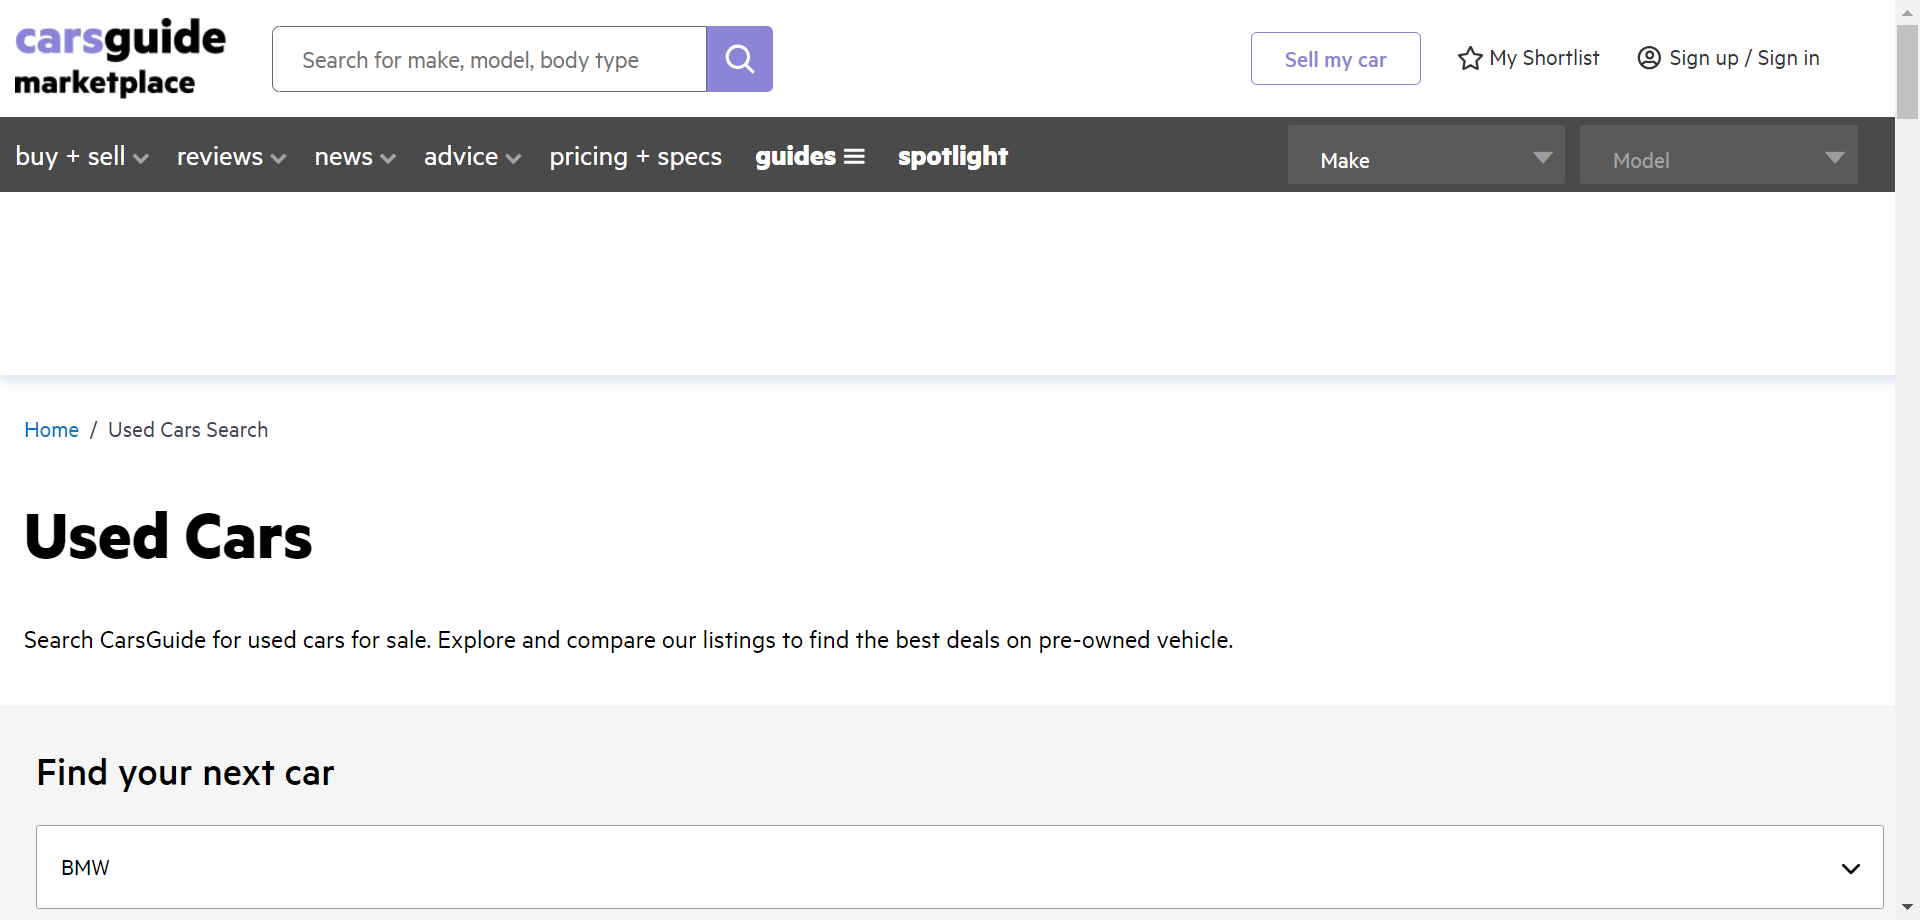 carsguide
marketplace
Search for make, model, body type
Sell my car
My Shortlist
Sign up / Sign in
buy + sell
reviews
news
advice
pricing + specs
guides
spotlight
Make
Model
Home / Used Cars Search
Used Cars
Search CarsGuide for used cars for sale. Explore and compare our listings to find the best deals on pre-owned vehicle.
Find your next car
BMW